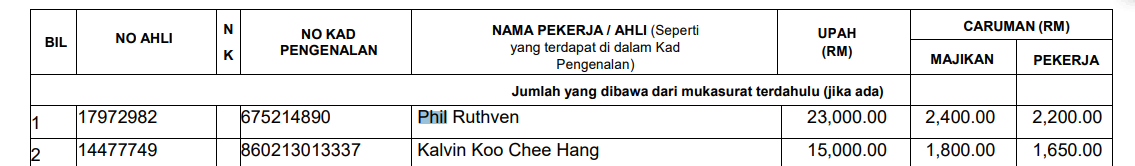 BIL
NO AHLI
N
K
NO KAD
PENGENALAN
NAMA PEKERJA / AHLI (Seperti
yang terdapat di dalam Kad
Pengenalan)
UPAH
(RM)
CARUMAN (RM)
MAJIKAN
PEKERJA
Jumlah yang dibawa dari mukasurat terdahulu (jika ada)
1 17972982 675214890 Phil Ruthven 23,000.00 2,400.00 2,200.00
2 14477749 860213013337 Kalvin Koo Chee Hang 15,000.00 1,800.00 1,650.00